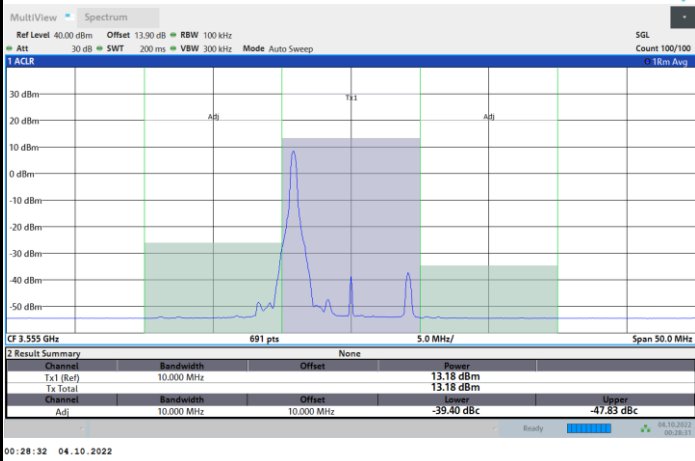 MultiView Spectrum
Ref Level 40.00 dBm Offset 13.90 dB RBW 100 kHz SGL
Att 30 dB SWT 200 ms VBW 300 kHz Mode Auto Sweep Count 100/100
1 ACLR 1Rm Avg
30 dBm
Tx1
20 dBm
Adj Adj
10 dBm
0 dBm
-10 dBm
-20 dBm
-30 dBm
-40 dBm
-50 dBm
CF 3.555 GHz 691 pts 5.0 MHz/ Span 50.0 MHz
2 Result Summary None
Channel Bandwidth Offset Power
Tx1 (Ref) 10.000 MHz 13.18 dBm
Tx Total 13.18 dBm
Channel Bandwidth Offset Lower Upper
Adj 10.000 MHz 10.000 MHz -39.40 dBc -47.83 dBc
Ready 04.10.2022
00:28:31
00:28:32 04.10.2022